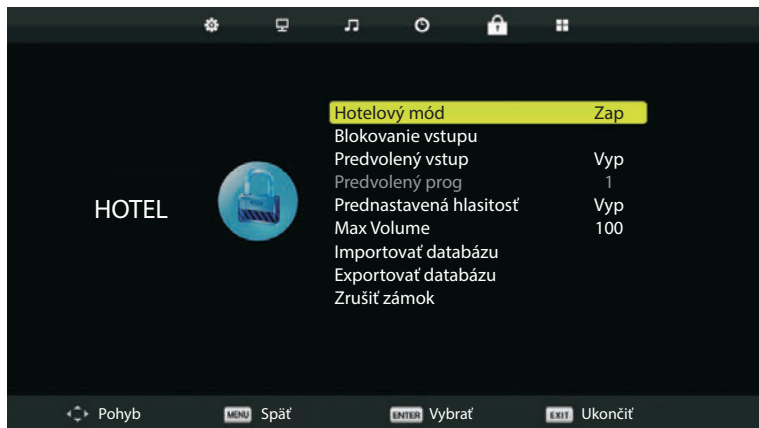 HOTEL
Hotelový mód Zap
Blokovanie vstupu
Predvolený vstup Vyp
Predvolený prog 1
Prednastavená hlasitosť Vyp
Max Volume 100
Importovať databázu
Exportovať databázu
Zrušiť zámok
Pohyb MENU Späť ENTER Vybrať EXIT Ukončiť